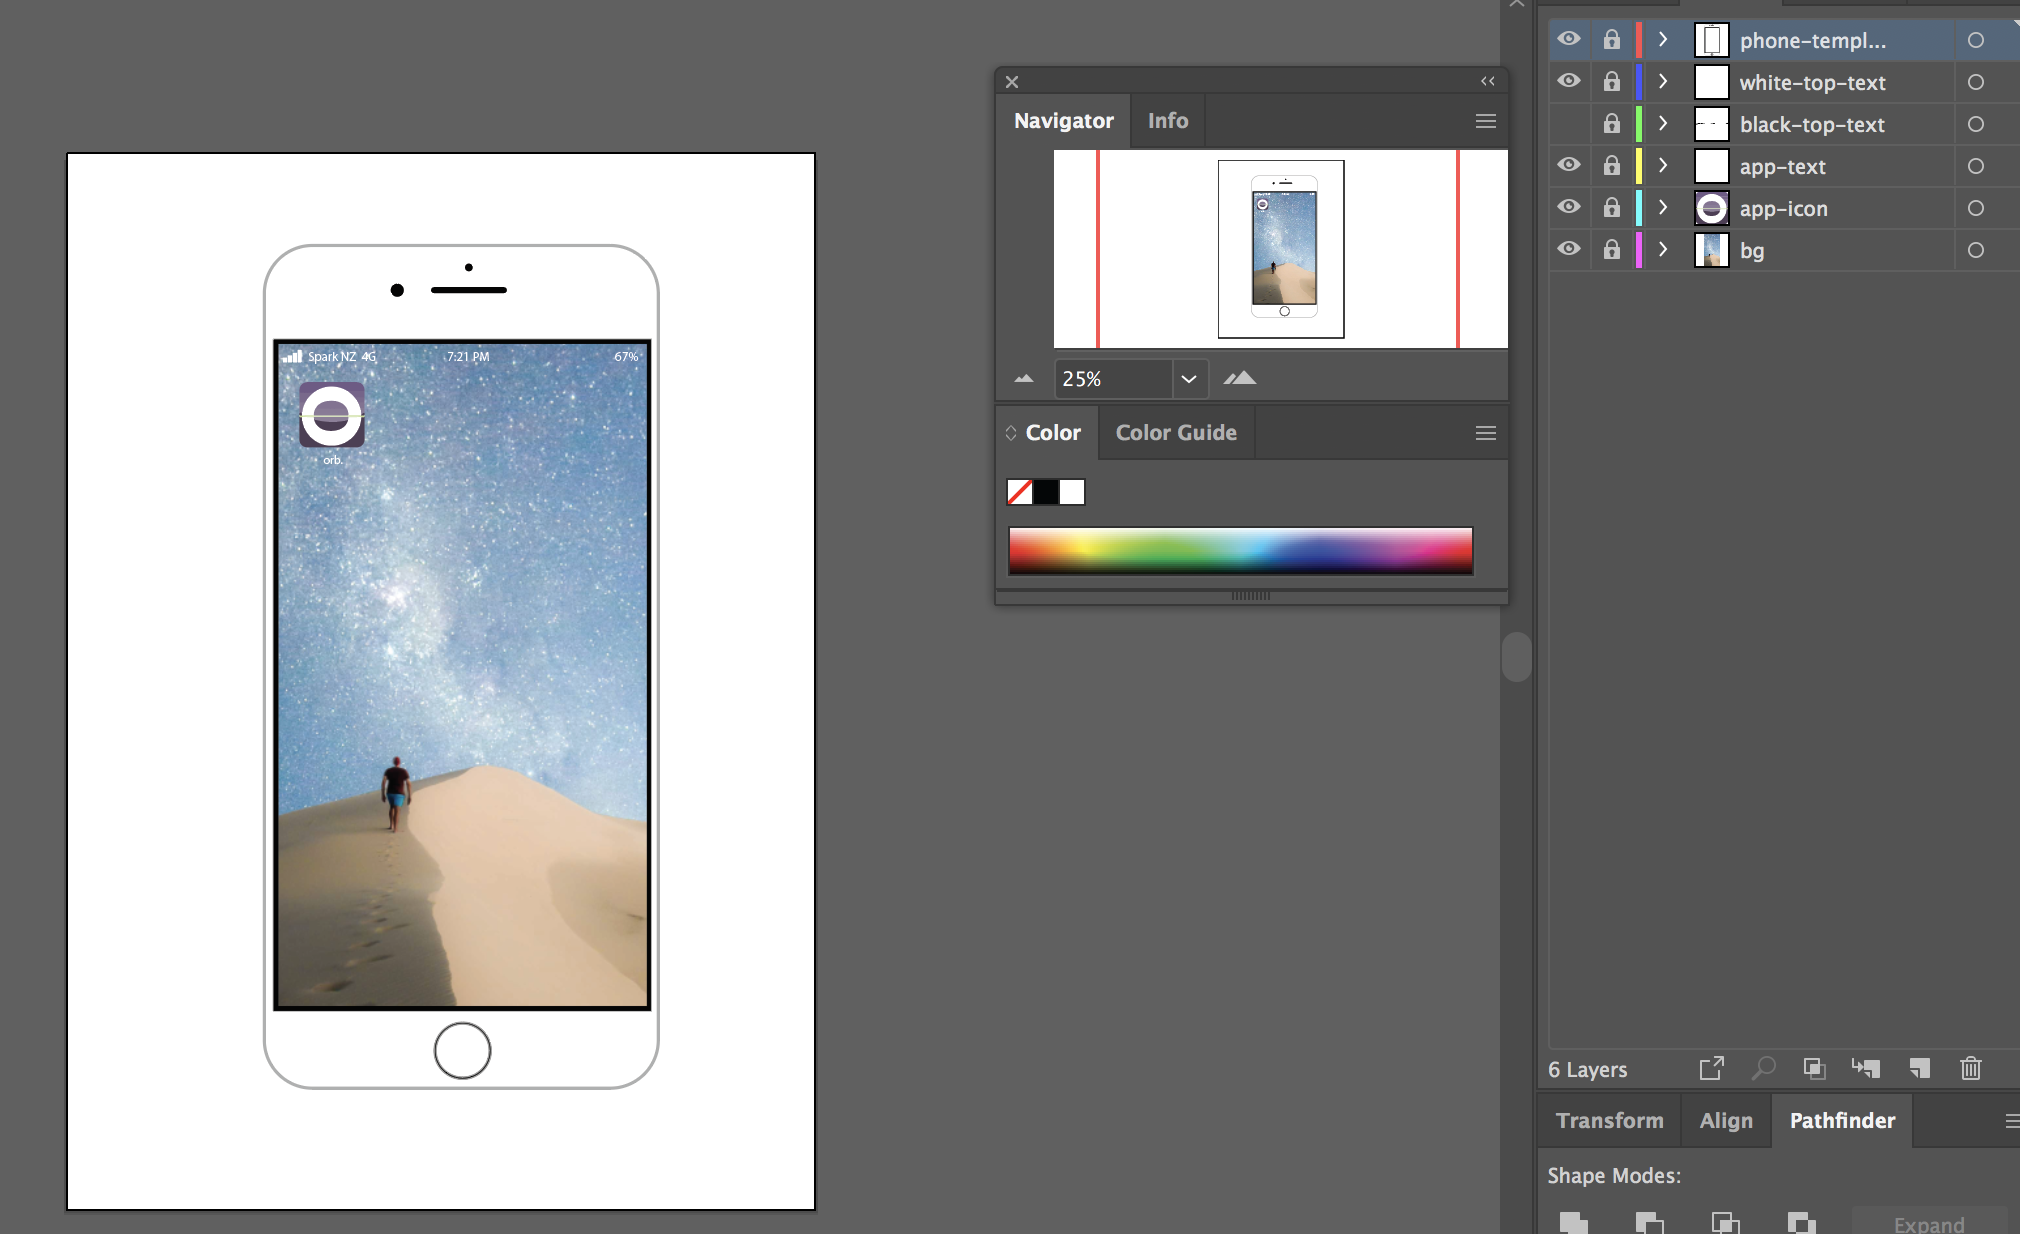 Spark NZ 4G 7:21 PM 67%
orb.
Navigator Info
25%
Color Color Guide
phone-templ...
white-top-text
black-top-text
app-text
app-icon
bg
6 Layers
Transform Align Pathfinder
Shape Modes:
Expand